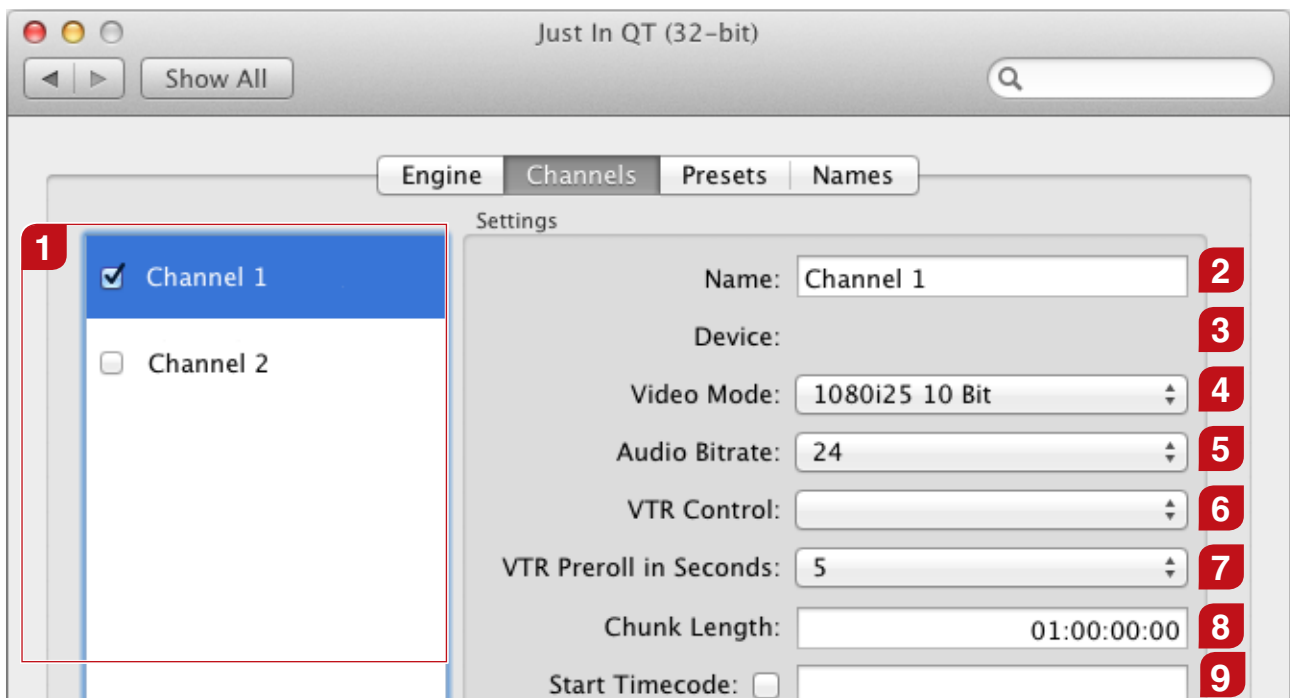 Just In QT (32-bit)
Show All
Engine Channels Presets Names
Settings
1
Channel 1
Channel 2
Name: Channel 1 2
Device: 3
Video Mode: 1080i25 10 Bit 4
Audio Bitrate: 24 5
VTR Control: 6
VTR Preroll in Seconds: 5 7
Chunk Length: 01:00:00:00 8
Start Timecode: 9